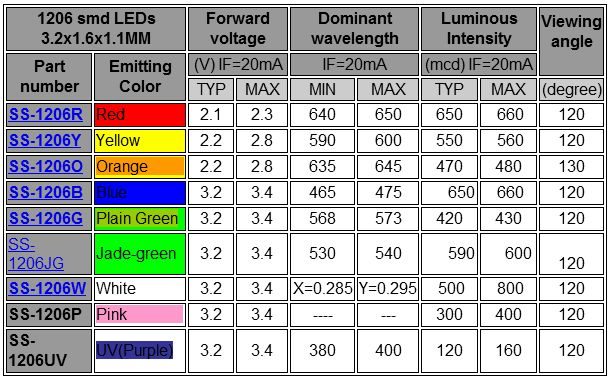 1206 smd LEDs 3.2x1.6x1.1MM Forward voltage Dominant wavelength Luminous Intensity Viewing angle
(V) IF=20mA IF=20mA (mcd) IF=20mA
Part number Emitting Color TYP MAX MIN MAX TYP MAX (degree)
SS-1206R Red 2.1 2.3 640 650 650 660 120
SS-1206Y Yellow 2.2 2.8 590 600 550 560 120
SS-1206O Orange 2.2 2.8 635 645 470 480 130
SS-1206B Blue 3.2 3.4 465 475 650 660 120
SS-1206G Plain Green 3.2 3.4 568 573 420 430 120
SS-1206JG Jade-green 3.2 3.4 530 540 590 600 120
SS-1206W White 3.2 3.4 X=0.285 Y=0.295 500 800 120
SS-1206P Pink 3.2 3.4 ---- --- 300 400 120
SS-1206UV UV(Purple) 3.2 3.4 380 400 120 160 120